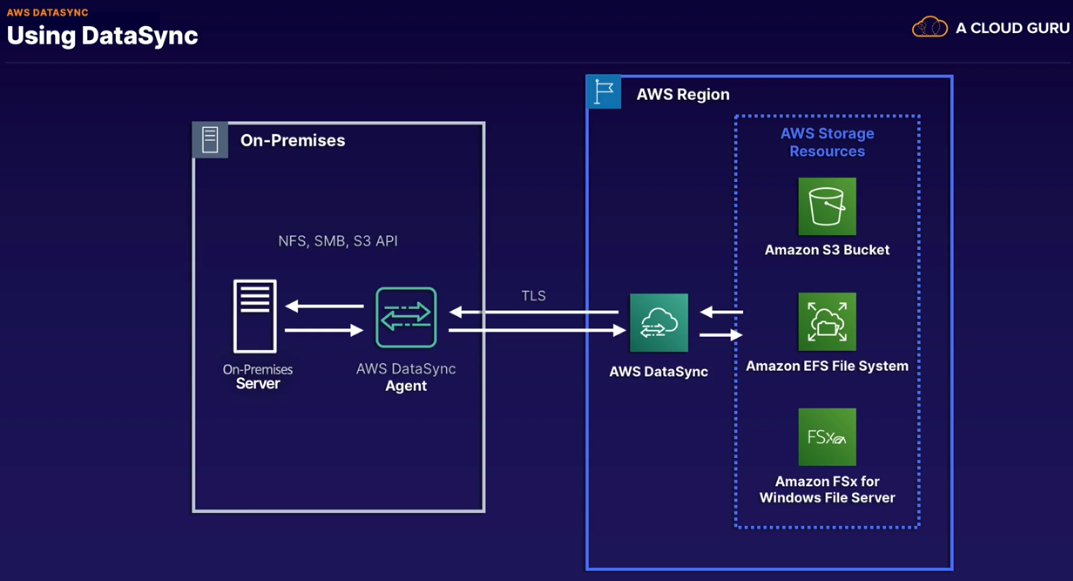 AWS DATASYNC
Using DataSync
A CLOUD GURU
AWS Region
On-Premises
AWS Storage
Resources
NFS, SMB, S3 API
Amazon S3 Bucket
TLS
On-Premises
Server
AWS DataSync
Agent
AWS DataSync
Amazon EFS File System
FSx
Amazon FSx for
Windows File Server